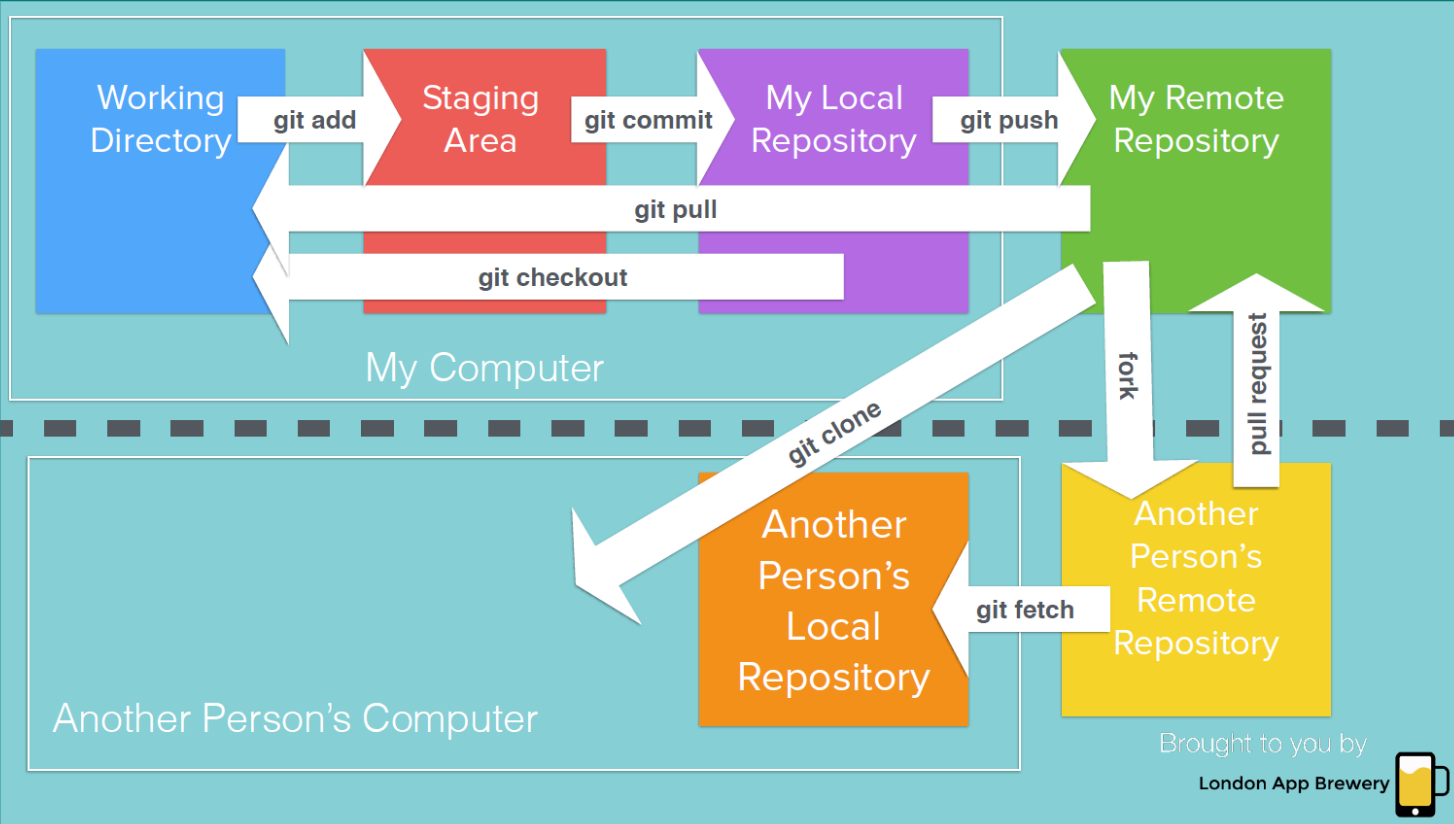 Working
Directory
git add
Staging
Area
git commit
My Local
Repository
git push
My Remote
Repository
git pull
git checkout
My Computer
git clone
fork
pull request
Another
Person’s
Local
Repository
git fetch
Another
Person’s
Remote
Repository
Another Person’s Computer
Brought to you by
London App Brewery